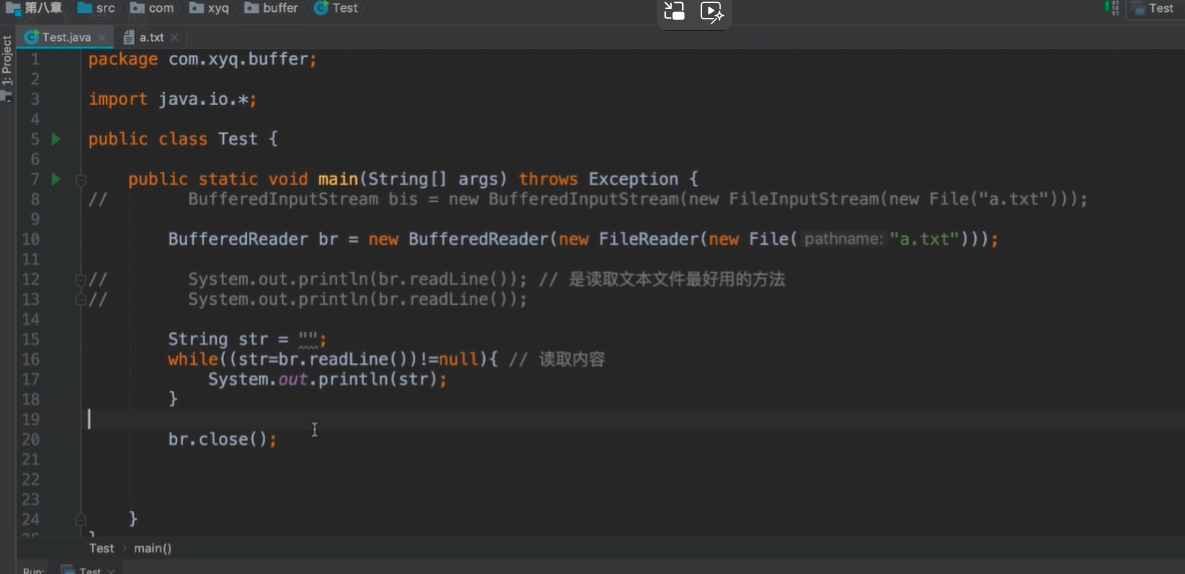 第八章 src com xyq buffer Test Test
Test.java a.txt
1: Project
1 package com.xyq.buffer;
2
3 import java.io.*;
4
5 public class Test {
6
7 public static void main(String[] args) throws Exception {
8 // BufferedInputStream bis = new BufferedInputStream(new FileInputStream(new File("a.txt")));
9
10 BufferedReader br = new BufferedReader(new FileReader(new File( pathname: "a.txt")));
11
12 // System.out.println(br.readLine()); // 是读取文本文件最好用的方法
13 // System.out.println(br.readLine());
14
15 String str = "";
16 while((str=br.readLine())!=null){ // 读取内容
17 System.out.println(str);
18 }
19
20 br.close();
21
22
23
24 }
25 }
Test › main()
Run: Test